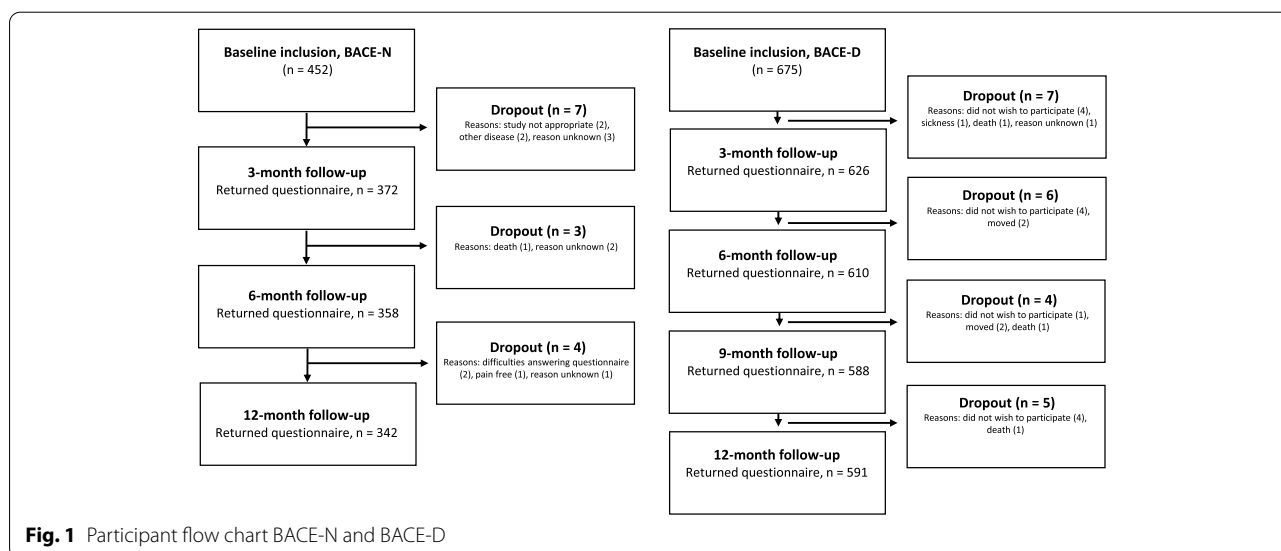 Baseline inclusion, BACE-N
(n = 452)
Dropout (n = 7)
Reasons: study not appropriate (2),
other disease (2), reason unknown (3)
3-month follow-up
Returned questionnaire, n = 372
Dropout (n = 3)
Reasons: death (1), reason unknown (2)
6-month follow-up
Returned questionnaire, n = 358
Dropout (n = 4)
Reasons: difficulties answering questionnaire
(2), pain free (1), reason unknown (1)
12-month follow-up
Returned questionnaire, n = 342
Baseline inclusion, BACE-D
(n = 675)
Dropout (n = 7)
Reasons: did not wish to participate (4),
sickness (1), death (1), reason unknown (1)
3-month follow-up
Returned questionnaire, n = 626
Dropout (n = 6)
Reasons: did not wish to participate (4),
moved (2)
6-month follow-up
Returned questionnaire, n = 610
Dropout (n = 4)
Reasons: did not wish to participate (1),
moved (2), death (1)
9-month follow-up
Returned questionnaire, n = 588
Dropout (n = 5)
Reasons: did not wish to participate (4),
death (1)
12-month follow-up
Returned questionnaire, n = 591
Fig. 1 Participant flow chart BACE-N and BACE-D